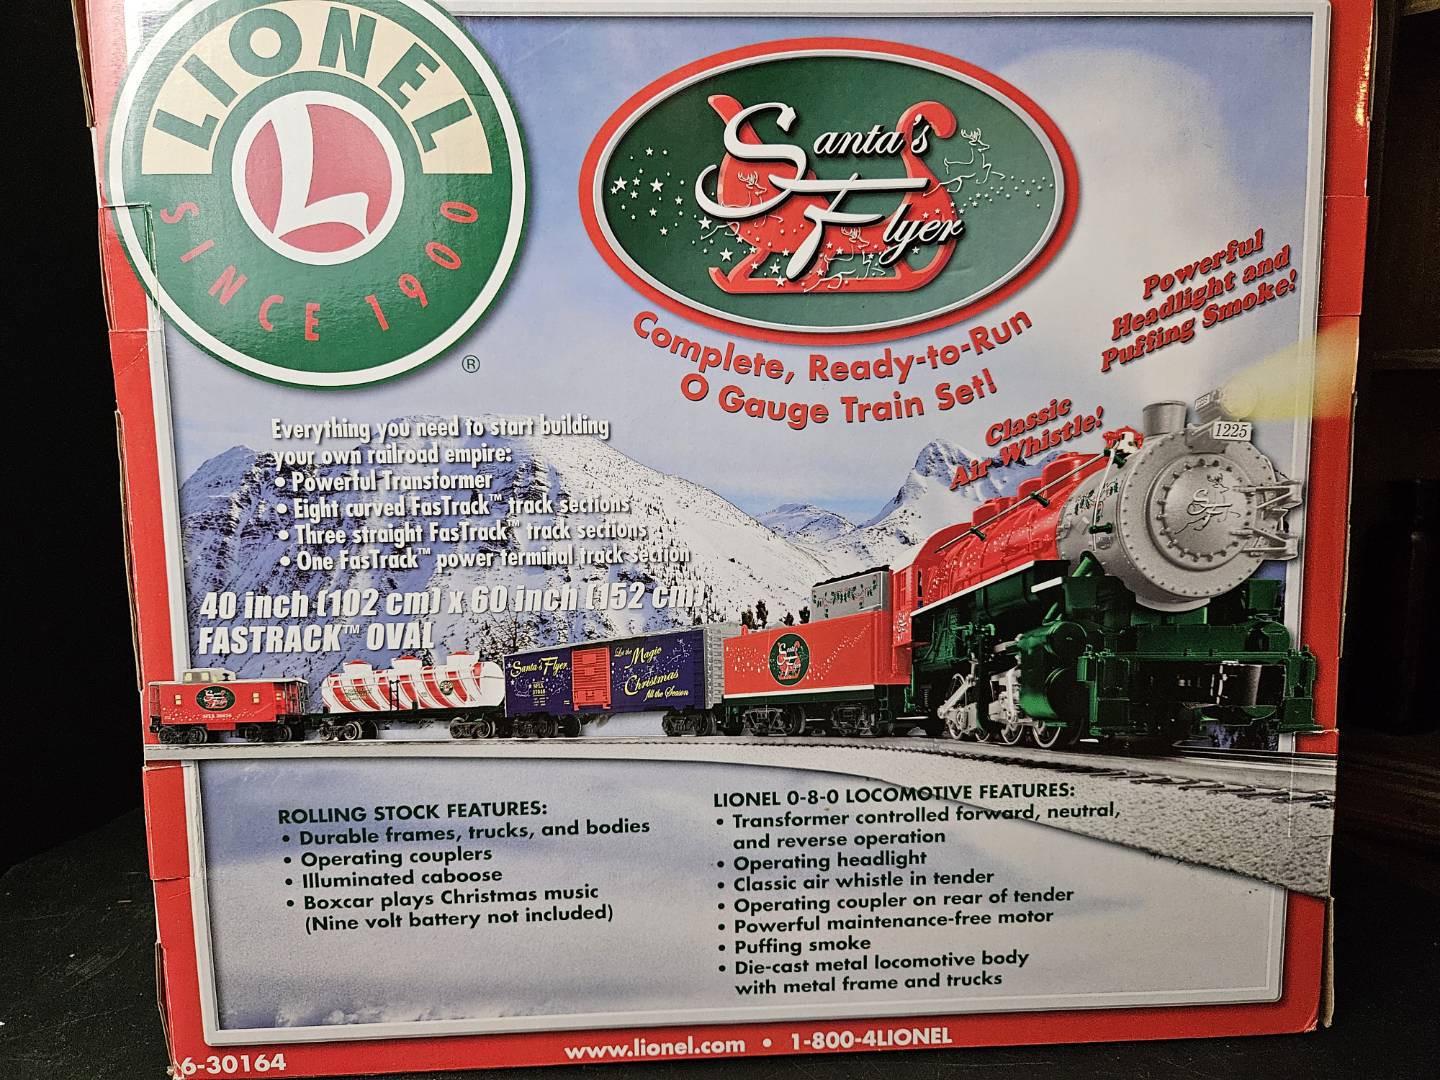 LIONEL
L
SINCE 1900
®
Santa's
Flyer
Complete, Ready-to-Run
O Gauge Train Set!
Powerful
Headlight and
Puffing Smoke!
Classic
Air Whistle!
1225
Everything you need to start building
your own railroad empire:
• Powerful Transformer
• Eight curved FasTrack™ track sections
• Three straight FasTrack™ track sections
• One FasTrack™ power terminal track section
40 inch (102 cm) x 60 inch (152 cm)
FASTRACK™ OVAL
Santa's Flyer
Let the
Magic
of
Christmas
fill the Season
Santa's
Flyer
ROLLING STOCK FEATURES:
• Durable frames, trucks, and bodies
• Operating couplers
• Illuminated caboose
• Boxcar plays Christmas music
(Nine volt battery not included)
LIONEL 0-8-0 LOCOMOTIVE FEATURES:
• Transformer controlled forward, neutral,
and reverse operation
• Operating headlight
• Classic air whistle in tender
• Operating coupler on rear of tender
• Powerful maintenance-free motor
• Puffing smoke
• Die-cast metal locomotive body
with metal frame and trucks
6-30164
www.lionel.com • 1-800-4LIONEL